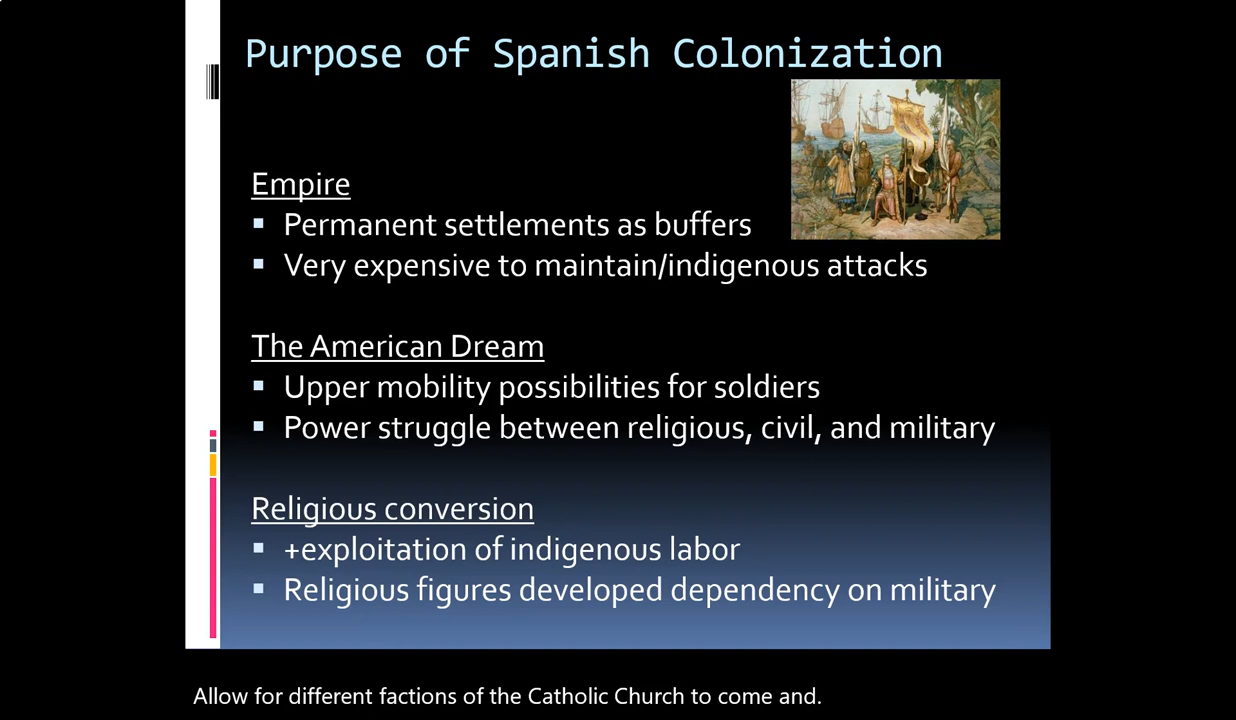 Purpose of Spanish Colonization
Empire
▪ Permanent settlements as buffers
▪ Very expensive to maintain/indigenous attacks
The American Dream
▪ Upper mobility possibilities for soldiers
▪ Power struggle between religious, civil, and military
Religious conversion
▪ +exploitation of indigenous labor
▪ Religious figures developed dependency on military
Allow for different factions of the Catholic Church to come and.